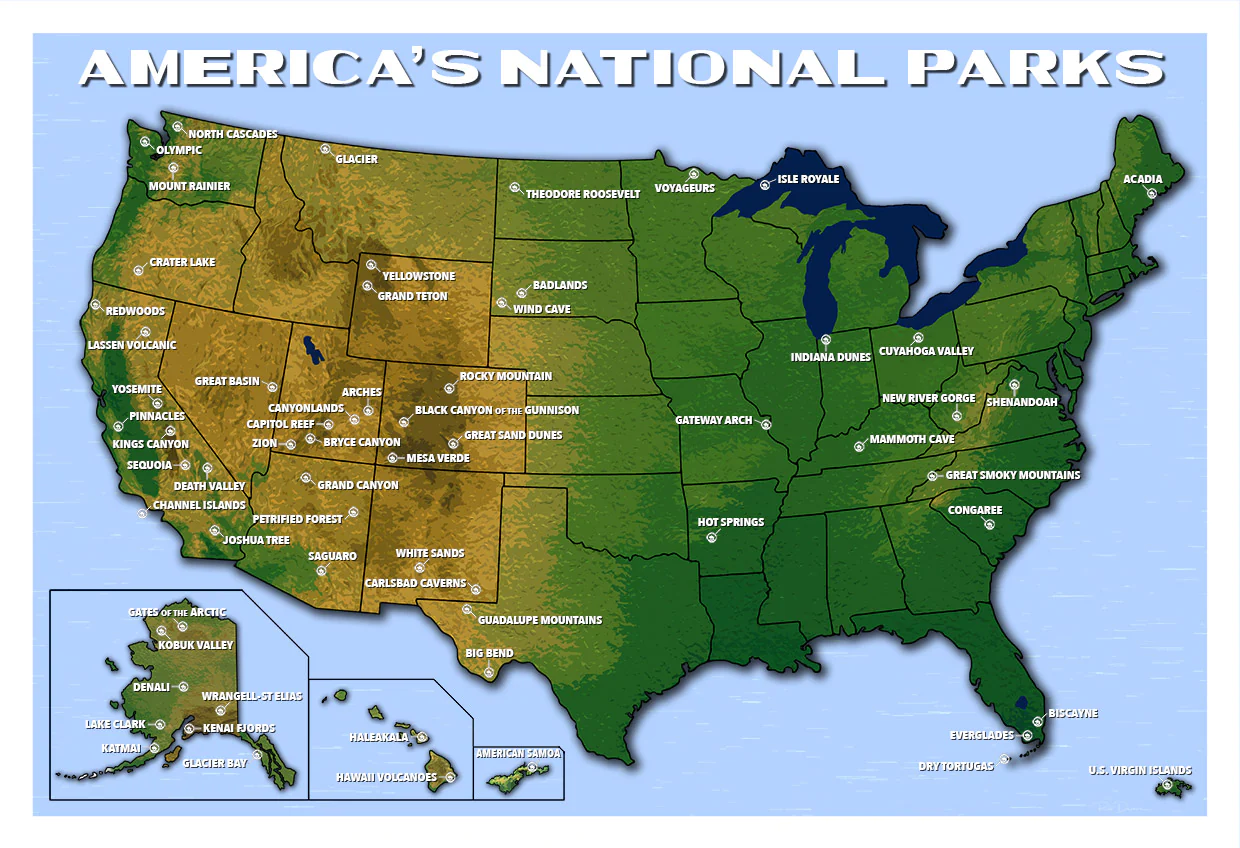 AMERICA'S NATIONAL PARKS
NORTH CASCADES
OLYMPIC
MOUNT RAINIER
GLACIER
THEODORE ROOSEVELT
VOYAGEURS
ISLE ROYALE
ACADIA
CRATER LAKE
YELLOWSTONE
GRAND TETON
BADLANDS
WIND CAVE
REDWOODS
LASSEN VOLCANIC
INDIANA DUNES
CUYAHOGA VALLEY
GREAT BASIN
ROCKY MOUNTAIN
YOSEMITE
ARCHES
PINNACLES
CANYONLANDS
BLACK CANYON OF THE GUNNISON
NEW RIVER GORGE
SHENANDOAH
CAPITOL REEF
GATEWAY ARCH
KINGS CANYON
ZION
BRYCE CANYON
GREAT SAND DUNES
MAMMOTH CAVE
MESA VERDE
SEQUOIA
DEATH VALLEY
GRAND CANYON
GREAT SMOKY MOUNTAINS
CHANNEL ISLANDS
PETRIFIED FOREST
HOT SPRINGS
CONGAREE
JOSHUA TREE
SAGUARO
WHITE SANDS
CARLSBAD CAVERNS
GUADALUPE MOUNTAINS
BIG BEND
GATES OF THE ARCTIC
KOBUK VALLEY
DENALI
WRANGELL-ST ELIAS
LAKE CLARK
KENAI FJORDS
KATMAI
GLACIER BAY
HALEAKALA
HAWAII VOLCANOES
AMERICAN SAMOA
BISCAYNE
EVERGLADES
DRY TORTUGAS
U.S. VIRGIN ISLANDS